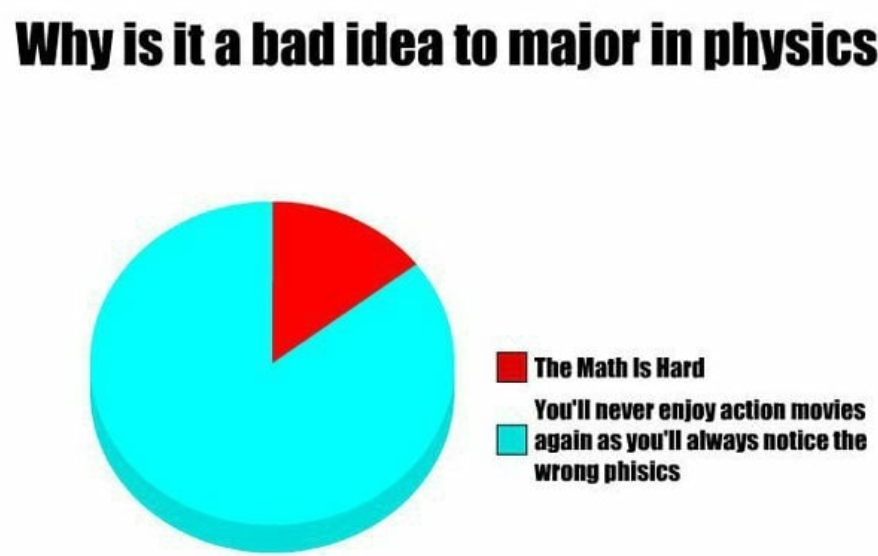 Why is it a bad idea to major in physics
The Math Is Hard
You'll never enjoy action movies
again as you'll always notice the
wrong phisics